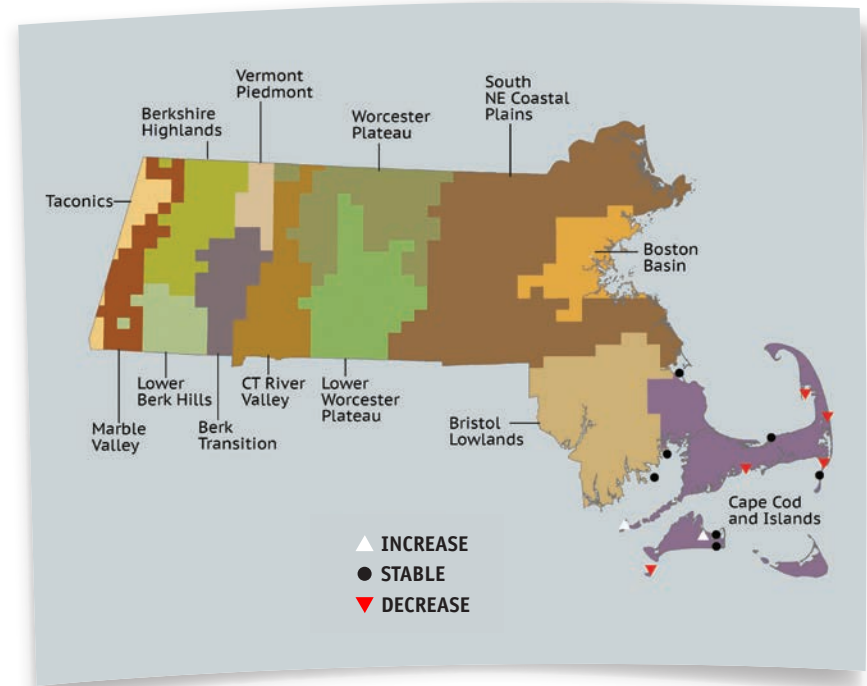 Vermont
Piedmont
South
NE Coastal
Plains
Berkshire
Highlands
Worcester
Plateau
Taconics
Boston
Basin
Lower
Berk Hills
CT River
Valley
Lower
Worcester
Plateau
Marble
Valley
Berk
Transition
Bristol
Lowlands
Cape Cod
and Islands
INCREASE
STABLE
DECREASE